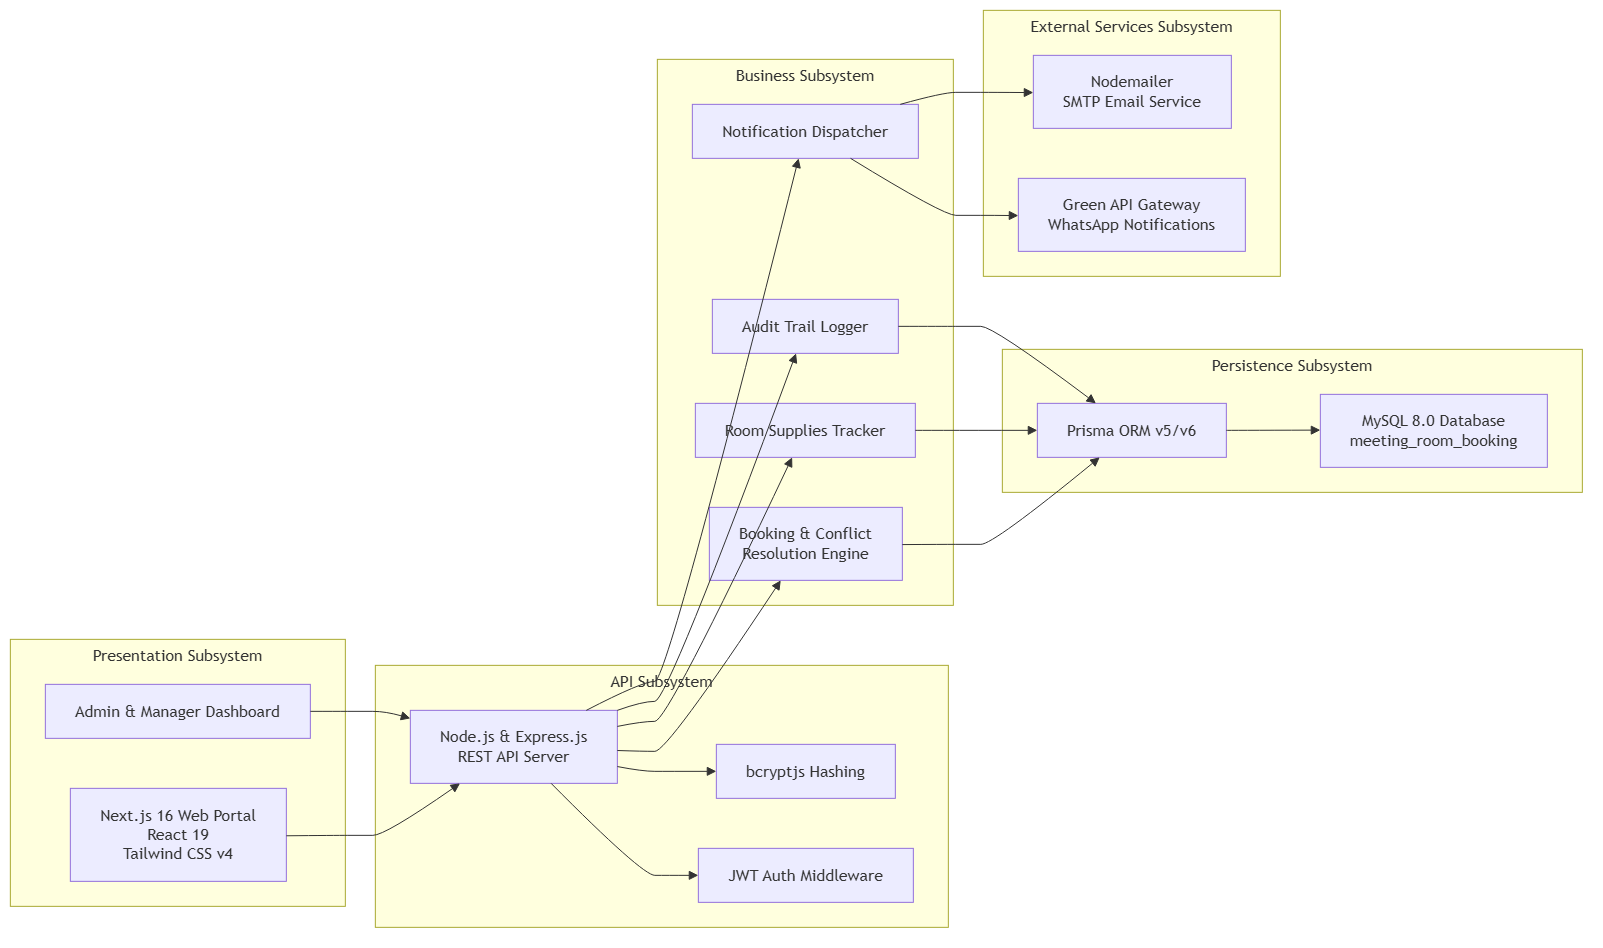 External Services Subsystem
Nodemailer
SMTP Email Service
Green API Gateway
WhatsApp Notifications
Business Subsystem
Notification Dispatcher
Audit Trail Logger
Room Supplies Tracker
Booking & Conflict
Resolution Engine
Persistence Subsystem
Prisma ORM v5/v6
MySQL 8.0 Database
meeting_room_booking
Presentation Subsystem
Admin & Manager Dashboard
Next.js 16 Web Portal
React 19
Tailwind CSS v4
API Subsystem
Node.js & Express.js
REST API Server
bcryptjs Hashing
JWT Auth Middleware